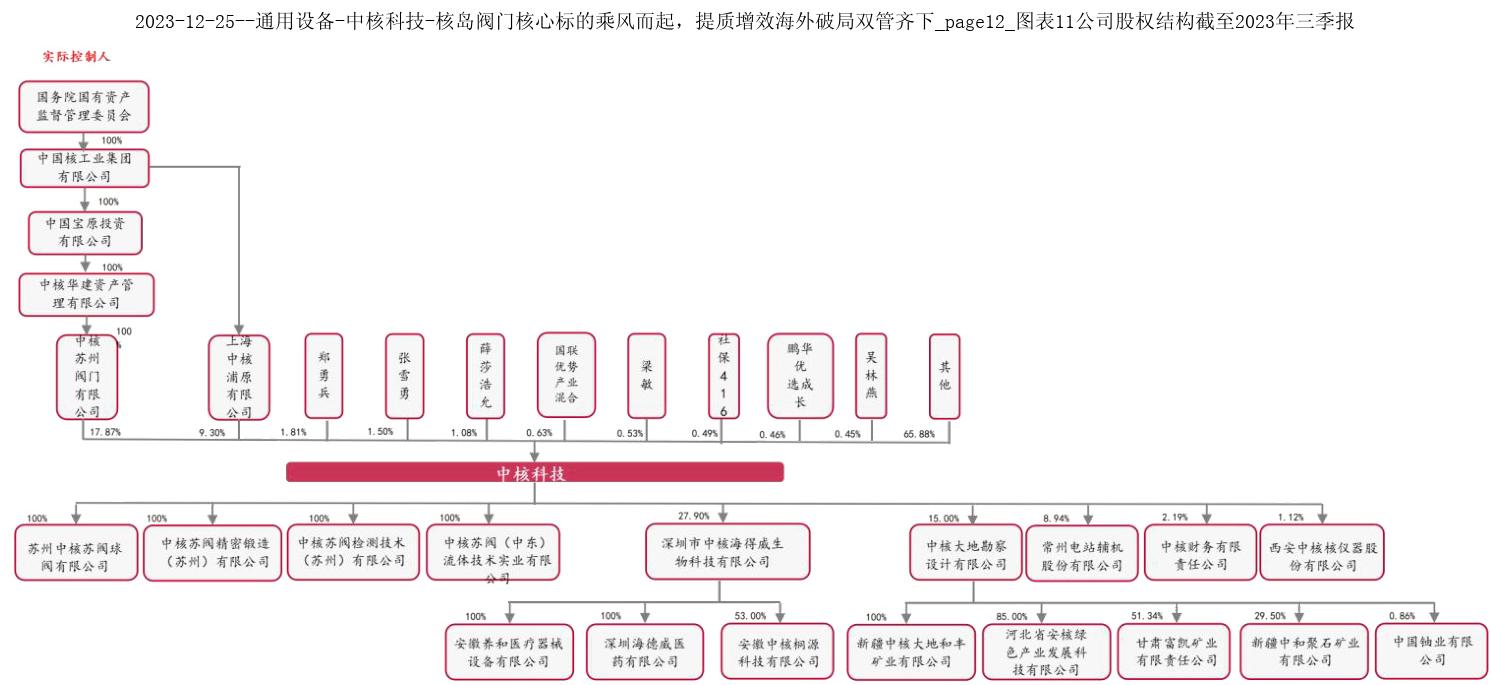 2023-12-25--通用设备-中核科技-核岛阀门核心标的乘风而起，提质增效海外破局双管齐下_page12_图表11公司股权结构截至2023年三季报
实际控制人
国务院国有资产
监督管理委员会
100%
中国核工业集团
有限公司
100%
中国宝原投资
有限公司
100%
中核华建资产管
理有限公司
100
%
中核
苏州
阀门
有限
公司
上海
中核
浦原
有限
公司
郑
勇
兵
张
雪
勇
薛
莎
浩
允
国联
优势
产业
混合
梁
敏
社
保
4
1
6
鹏华
优
选成
长
吴
林
燕
其
他
17.87%
9.30%
1.81%
1.50%
1.08%
0.63%
0.53%
0.49%
0.46%
0.45%
65.88%
中核科技
100%
100%
100%
100%
27.90%
15.00%
8.94%
2.19%
1.12%
苏州中核苏阀球
阀有限公司
中核苏阀精密锻造
（苏州）有限公司
中核苏阀检测技术
（苏州）有限公司
中核苏阀（中东）
流体技术实业有限
公司
深圳市中核海得威生
物科技有限公司
中核大地勘察
设计有限公司
常州电站辅机
股份有限公司
中核财务有限
责任公司
西安中核核仪器股
份有限公司
100%
100%
53.00%
100%
85.00%
51.34%
29.50%
0.86%
安徽养和医疗器械
设备有限公司
深圳海德威医
药有限公司
安徽中核桐源
科技有限公司
新疆中核大地和丰
矿业有限公司
河北省安核绿
色产业发展科
技有限公司
甘肃富凯矿业
有限责任公司
新疆中和聚石矿业
有限公司
中国铀业有限
公司